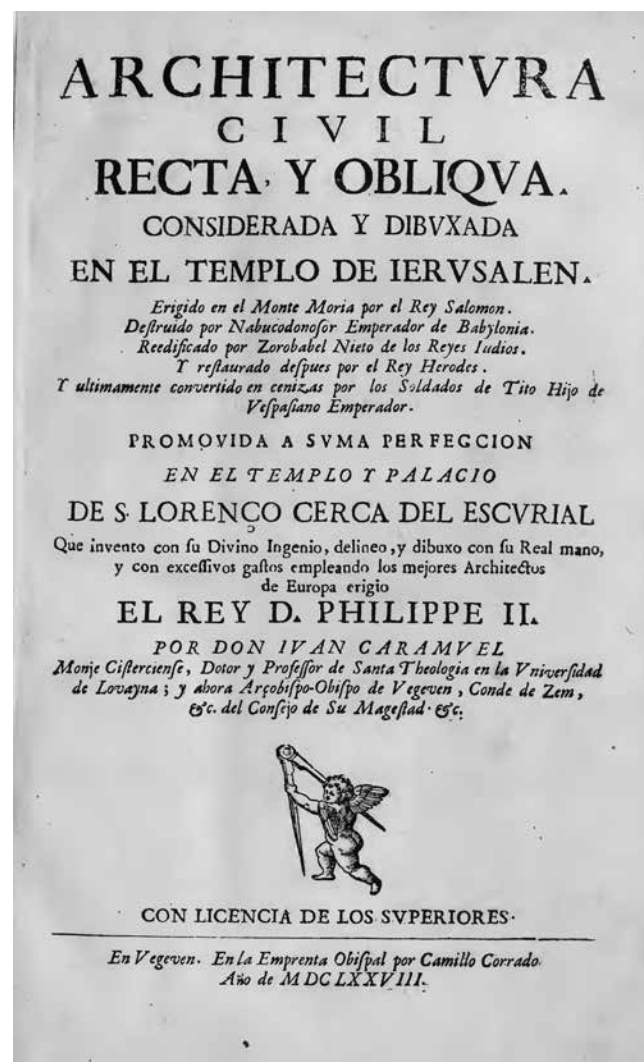 ARCHITECTVRA
CIVIL
RECTA, Y OBLIQVA.
CONSIDERADA Y DIBVXADA
EN EL TEMPLO DE IERVSALEN.
Erigido en el Monte Moria por el Rey Salomon.
Deſtruido por Nabucodonoſor Emperador de Babylonia.
Reedificado por Zorobabel Nieto de los Reyes Iudios.
Y reſtaurado deſpues por el Rey Herodes.
Y ultimamente convertido en cenizas por los Soldados de Tito Hijo de
Veſpaſiano Emperador.
PROMOVIDA A SVMA PERFECCION
EN EL TEMPLO Y PALACIO
DE S. LORENÇO CERCA DEL ESCVRIAL
Que invento con ſu Divino Ingenio, delineo, y dibuxo con ſu Real mano,
y con exceſſivos gaſtos empleando los mejores Architectos
de Europa erigio
EL REY D. PHILIPPE II.
POR DON IVAN CARAMVEL
Monje Ciſtercienſe, Dotor y Profeſſor de Santa Theologia en la Vniverſidad
de Lovayna; y ahora Arçobiſpo-Obiſpo de Vegeven, Conde de Zem,
&c. del Conſejo de Su Mageſtad. &c.
CON LICENCIA DE LOS SVPERIORES.
En Vegeven. En la Emprenta Obiſpal por Camillo Corrado.
Año de MDCLXXVIII.